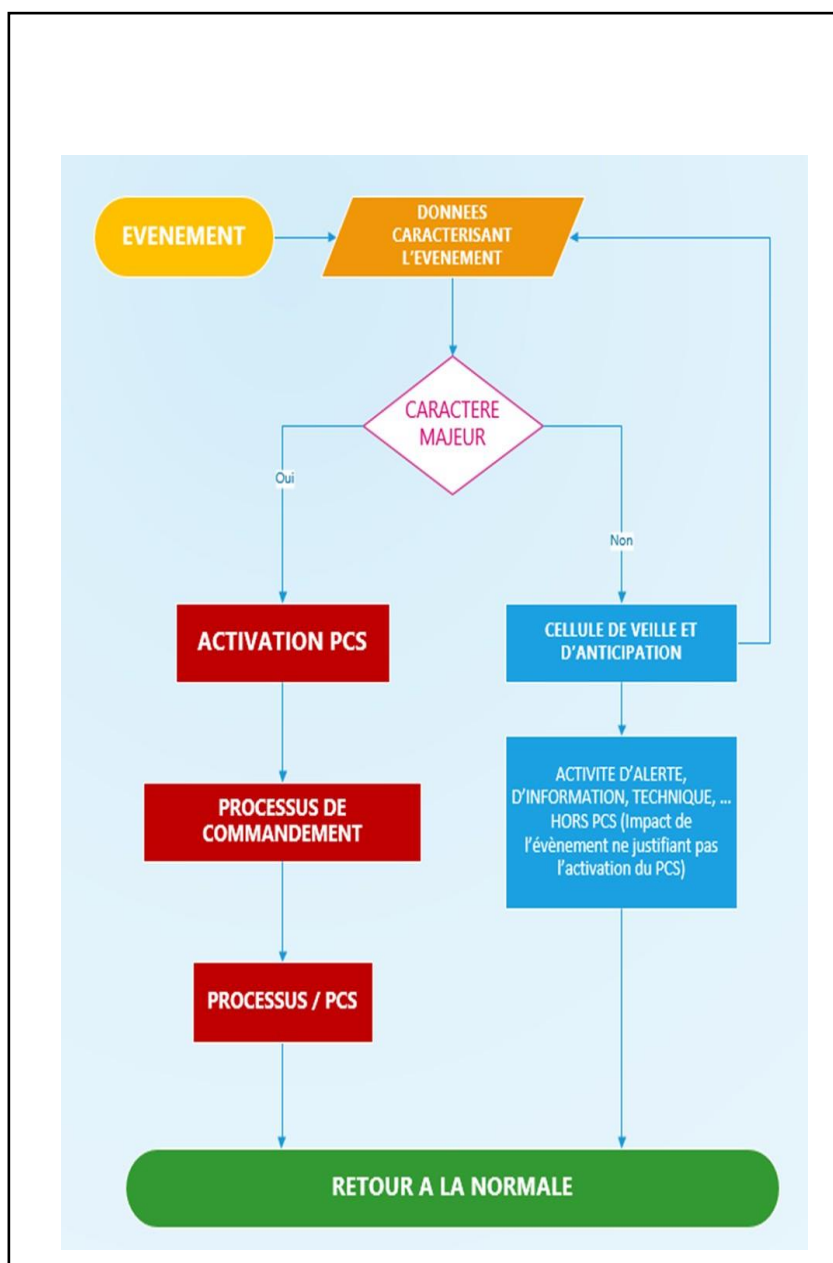 EVENEMENT
DONNEES
CARACTERISANT
L'EVENEMENT
CARACTERE
MAJEUR
Oui
Non
ACTIVATION PCS
CELLULE DE VEILLE ET
D'ANTICIPATION
PROCESSUS DE
COMMANDEMENT
ACTIVITE D'ALERTE,
D'INFORMATION, TECHNIQUE, ...
HORS PCS (Impact de
l'évènement ne justifiant pas
l'activation du PCS)
PROCESSUS / PCS
RETOUR A LA NORMALE